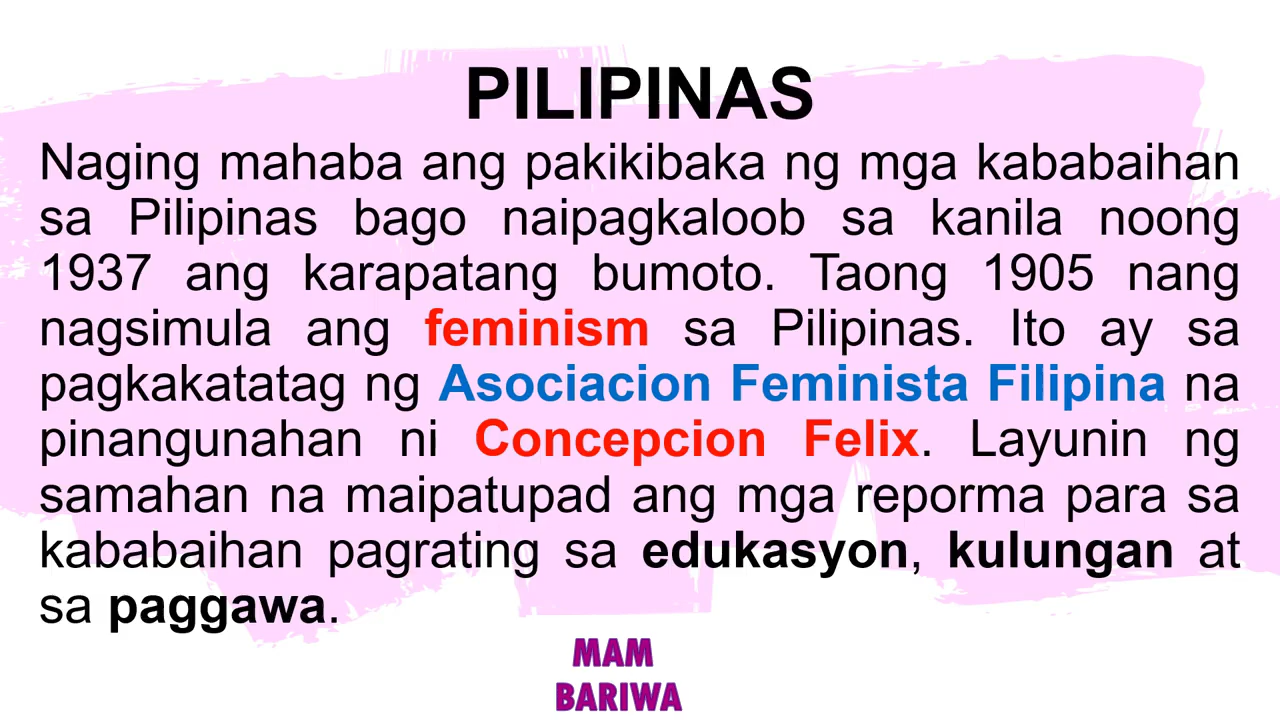 PILIPINAS
Naging mahaba ang pakikibaka ng mga kababaihan
sa Pilipinas bago naipagkaloob sa kanila noong
1937 ang karapatang bumoto. Taong 1905 nang
nagsimula ang feminism sa Pilipinas. Ito ay sa
pagkakatatag ng Asociacion Feminista Filipina na
pinangunahan ni Concepcion Felix. Layunin ng
samahan na maipatupad ang mga reporma para sa
kababaihan pagrating sa edukasyon, kulungan at
sa paggawa.
MAM
BARIWA